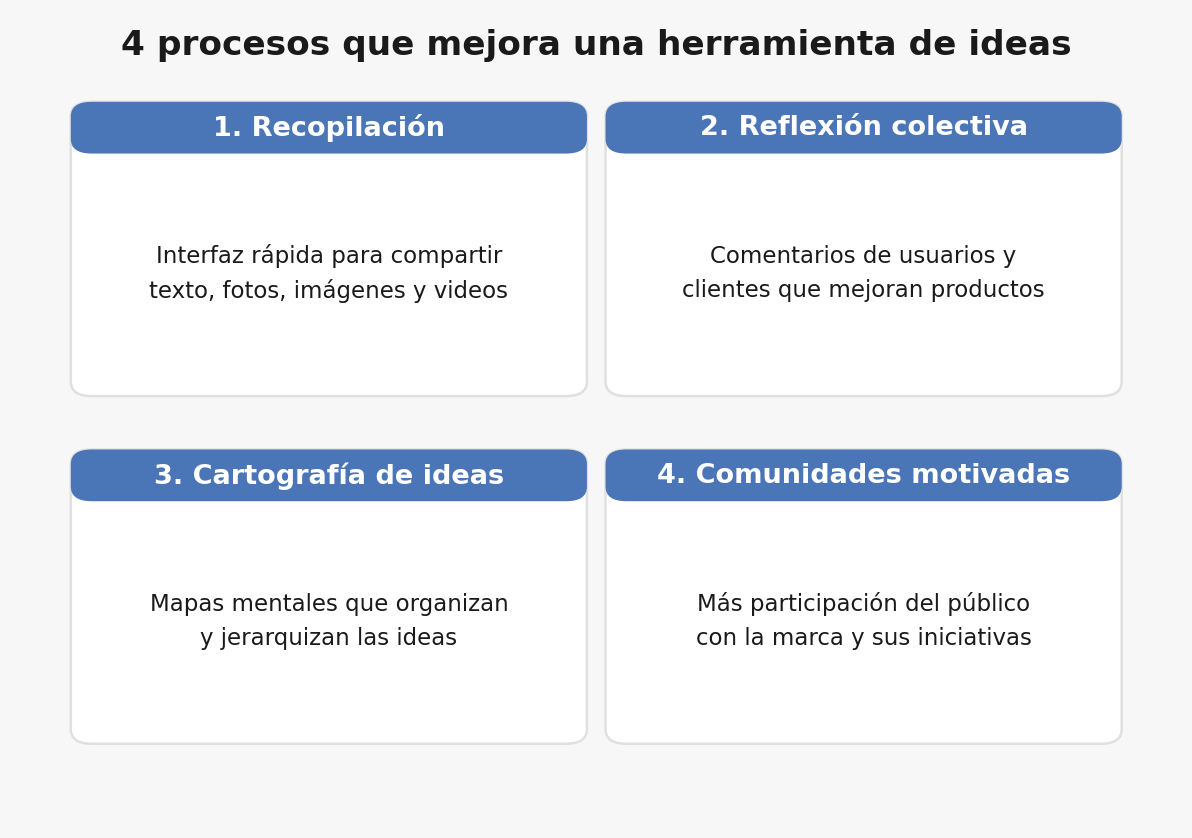 4 procesos que mejora una herramienta de ideas
1. Recopilación
Interfaz rápida para compartir
texto, fotos, imágenes y videos
2. Reflexión colectiva
Comentarios de usuarios y
clientes que mejoran productos
3. Cartografía de ideas
Mapas mentales que organizan
y jerarquizan las ideas
4. Comunidades motivadas
Más participación del público
con la marca y sus iniciativas